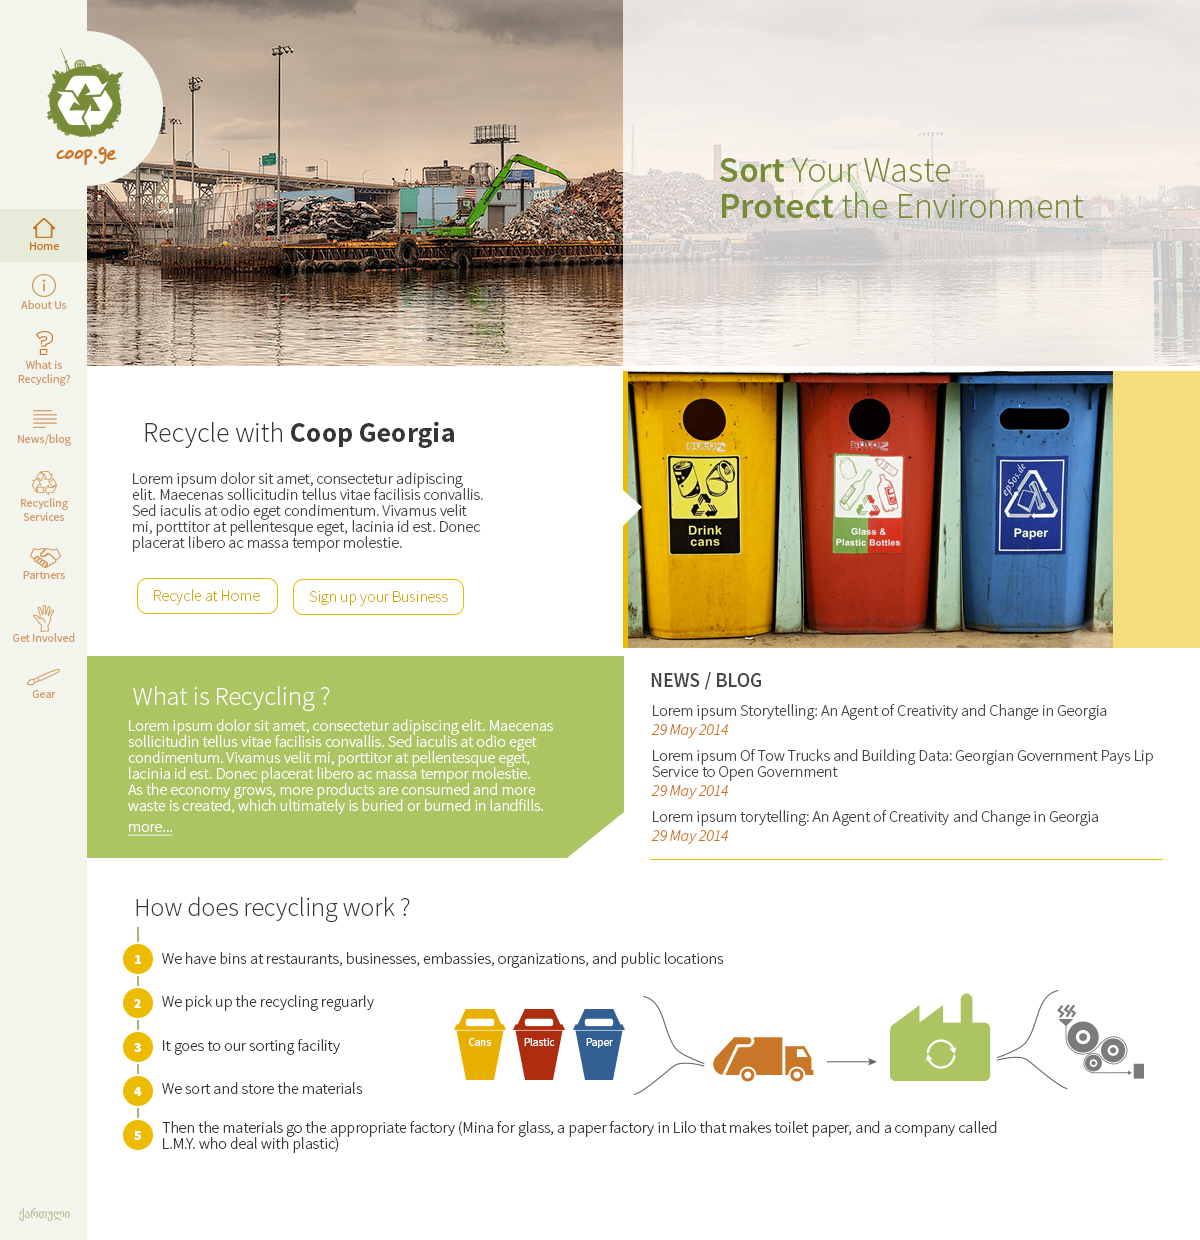 coop.ge
Home
About Us
What is
Recycling?
News/blog
Recycling
Services
Partners
Get Involved
Gear
ქართული
Sort Your Waste
Protect the Environment
Recycle with Coop Georgia
Lorem ipsum dolor sit amet, consectetur adipiscing
elit. Maecenas sollicitudin tellus vitae facilisis convallis.
Sed iaculis at odio eget condimentum. Vivamus velit
mi, porttitor at pellentesque eget, lacinia id est. Donec
placerat libero ac massa tempor molestie.
Recycle at Home
Sign up your Business
SULO
Drink
cans
SULO
Glass &
Plastic Bottles
epSos.de
Paper
What is Recycling ?
Lorem ipsum dolor sit amet, consectetur adipiscing elit. Maecenas
sollicitudin tellus vitae facilisis convallis. Sed iaculis at odio eget
condimentum. Vivamus velit mi, porttitor at pellentesque eget,
lacinia id est. Donec placerat libero ac massa tempor molestie.
As the economy grows, more products are consumed and more
waste is created, which ultimately is buried or burned in landfills.
more...
NEWS / BLOG
Lorem ipsum Storytelling: An Agent of Creativity and Change in Georgia
29 May 2014
Lorem ipsum Of Tow Trucks and Building Data: Georgian Government Pays Lip
Service to Open Government
29 May 2014
Lorem ipsum torytelling: An Agent of Creativity and Change in Georgia
29 May 2014
How does recycling work ?
1 We have bins at restaurants, businesses, embassies, organizations, and public locations
2 We pick up the recycling reguarly
3 It goes to our sorting facility
4 We sort and store the materials
5 Then the materials go the appropriate factory (Mina for glass, a paper factory in Lilo that makes toilet paper, and a company called
L.M.Y. who deal with plastic)
Cans
Plastic
Paper